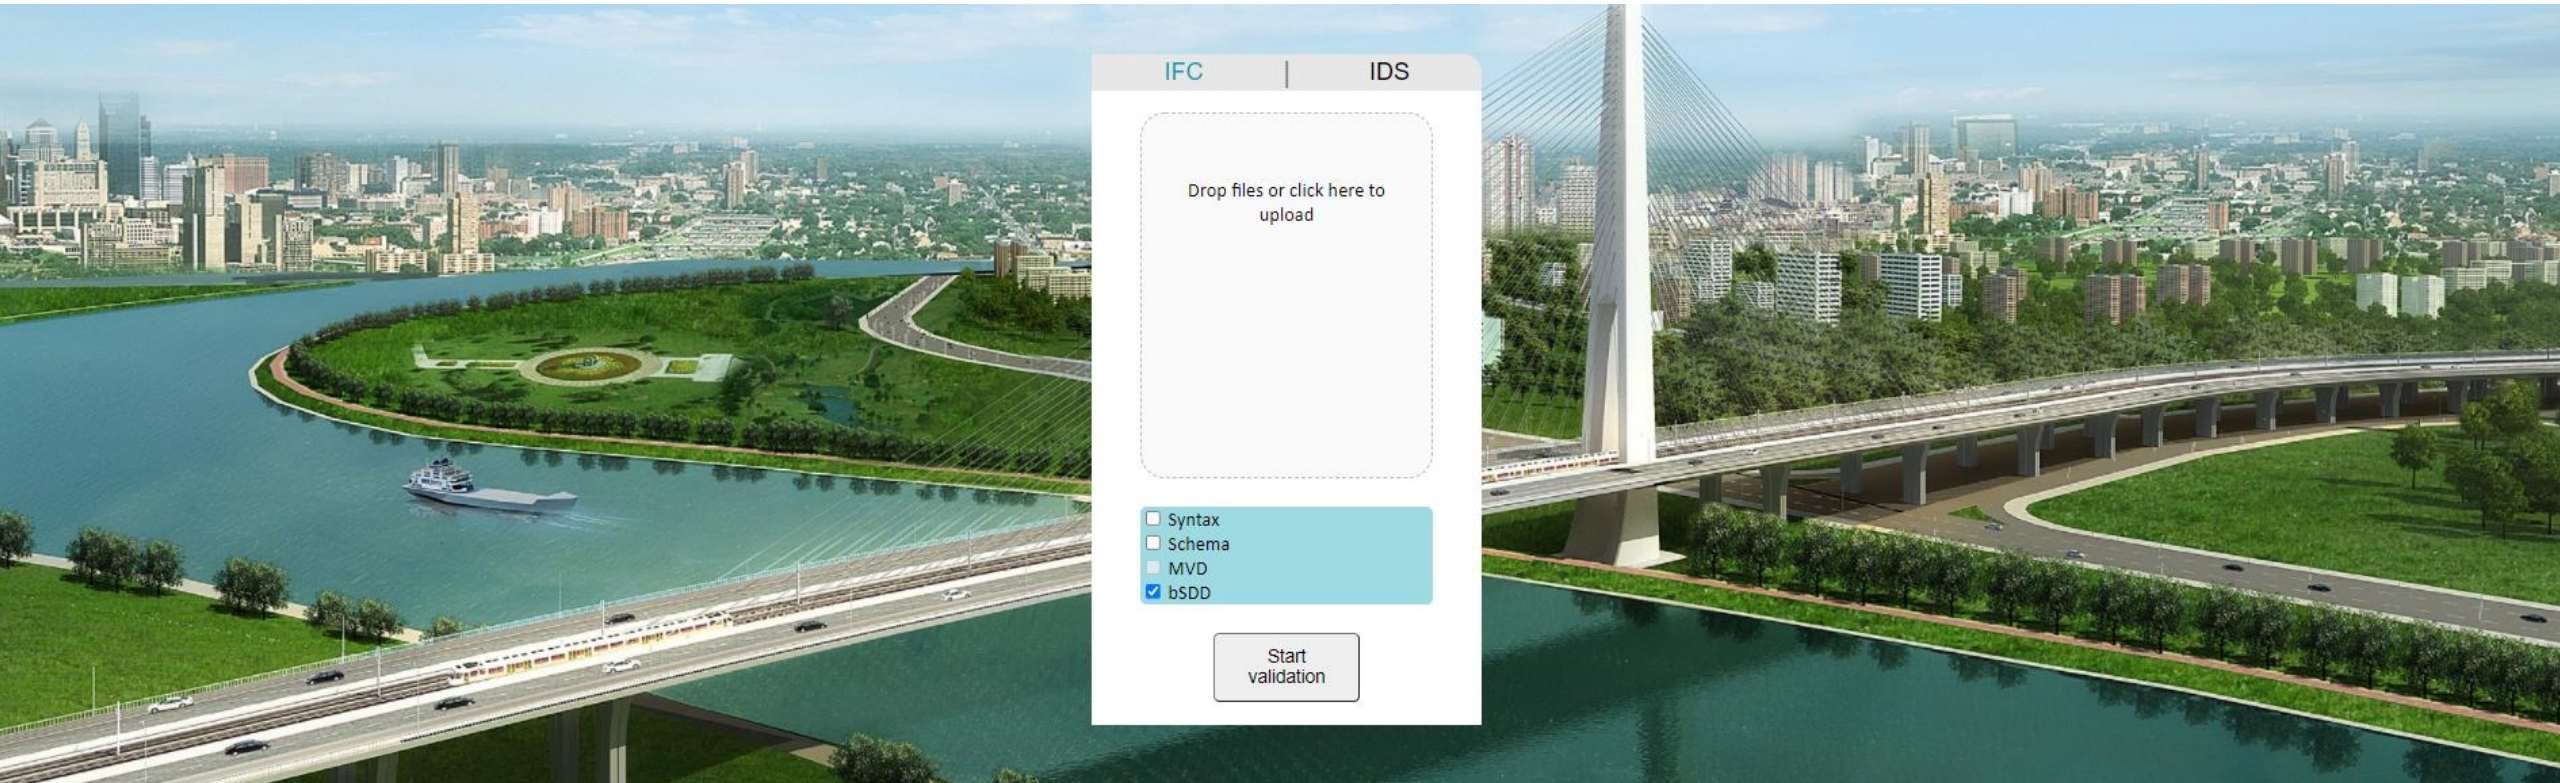 IFC | IDS
Drop files or click here to
upload
Syntax
Schema
MVD
bSDD
Start
validation